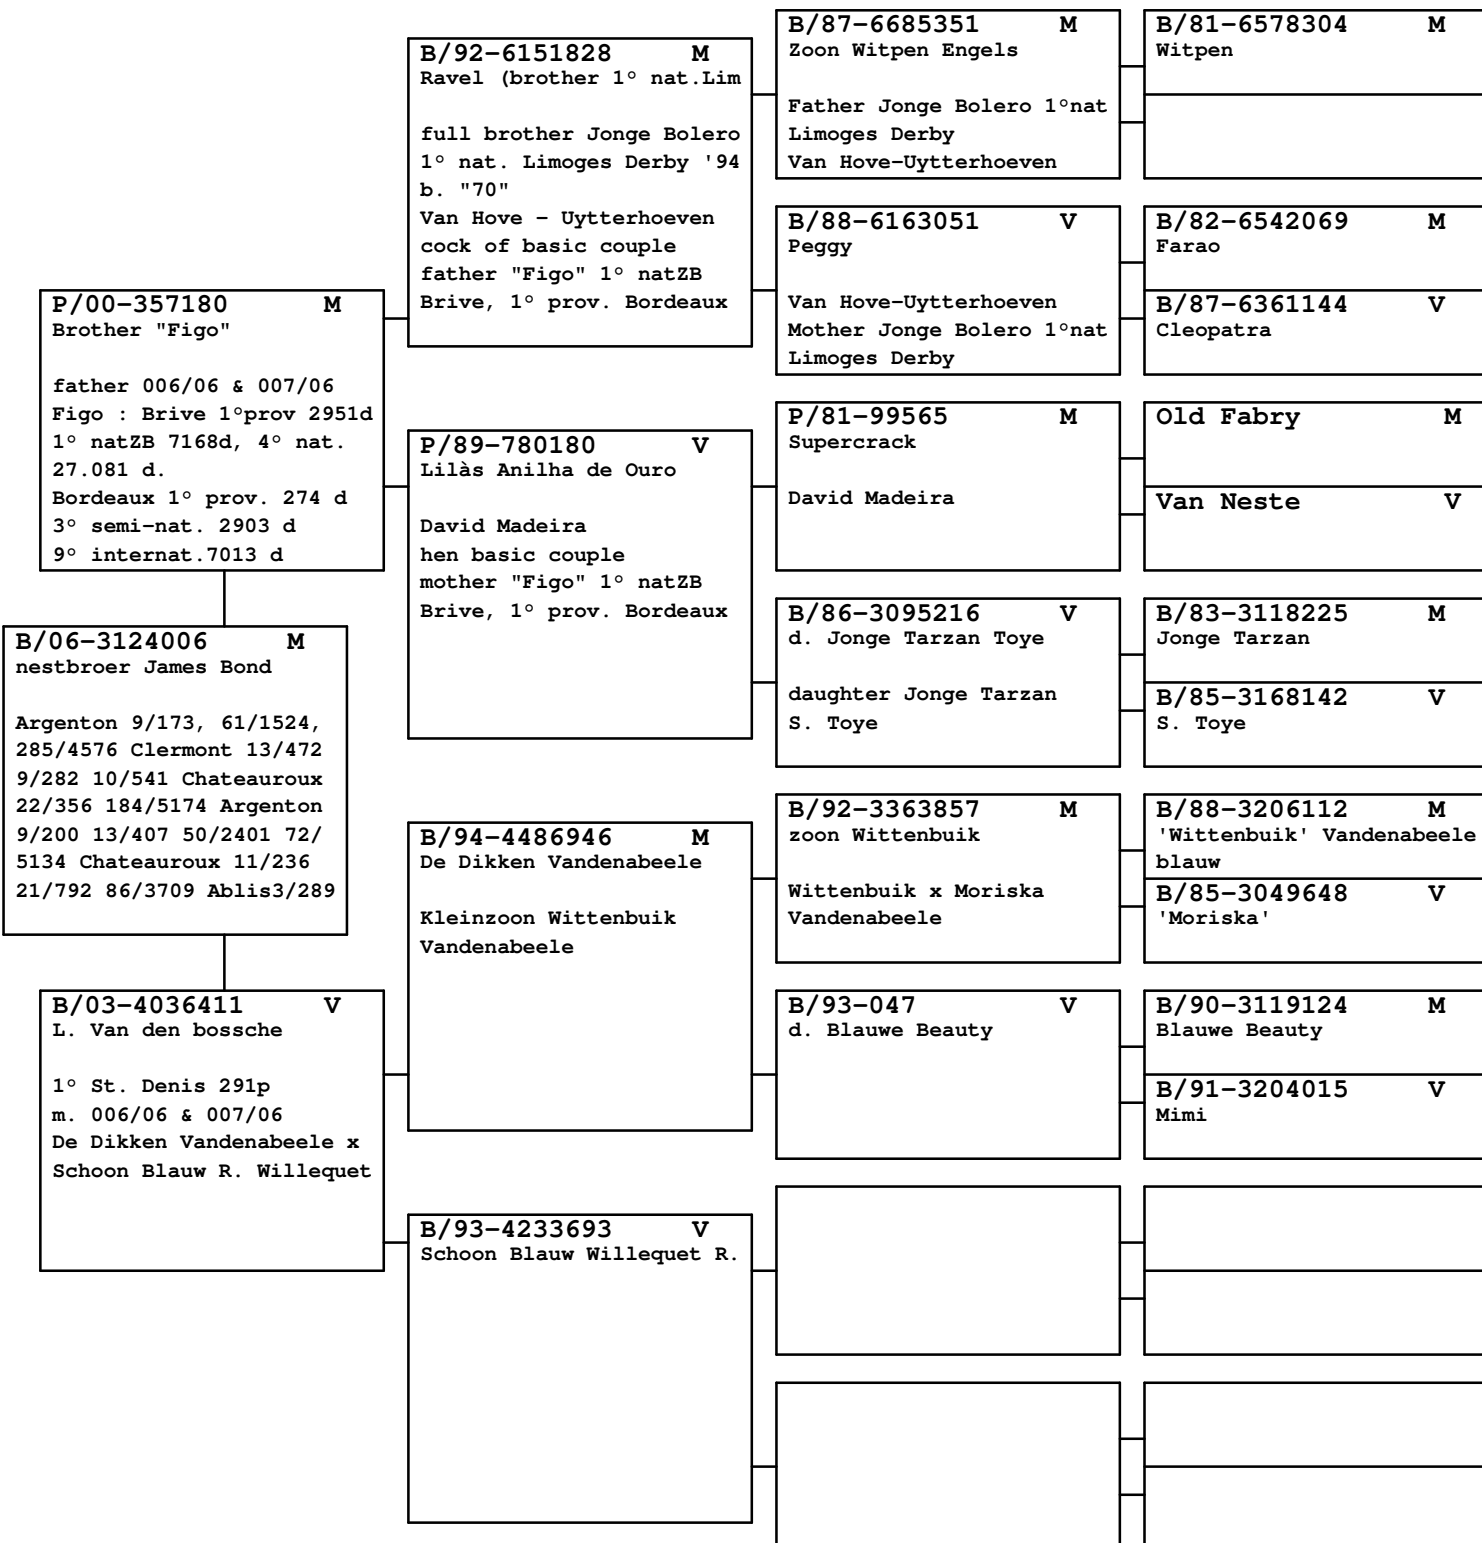 B/06-3124006 M
nestbroer James Bond
Argenton 9/173, 61/1524,
285/4576 Clermont 13/472
9/282 10/541 Chateauroux
22/356 184/5174 Argenton
9/200 13/407 50/2401 72/
5134 Chateauroux 11/236
21/792 86/3709 Ablis3/289
P/00-357180 M
Brother "Figo"
father 006/06 & 007/06
Figo : Brive 1°prov 2951d
1° natZB 7168d, 4° nat.
27.081 d.
Bordeaux 1° prov. 274 d
3° semi-nat. 2903 d
9° internat.7013 d
B/03-4036411 V
L. Van den bossche
1° St. Denis 291p
m. 006/06 & 007/06
De Dikken Vandenabeele x
Schoon Blauw R. Willequet
B/92-6151828 M
Ravel (brother 1° nat.Lim
full brother Jonge Bolero
1° nat. Limoges Derby '94
b. "70"
Van Hove - Uytterhoeven
cock of basic couple
father "Figo" 1° natZB
Brive, 1° prov. Bordeaux
P/89-780180 V
Lilàs Anilha de Ouro
David Madeira
hen basic couple
mother "Figo" 1° natZB
Brive, 1° prov. Bordeaux
B/94-4486946 M
De Dikken Vandenabeele
Kleinzoon Wittenbuik
Vandenabeele
B/93-4233693 V
Schoon Blauw Willequet R.
B/87-6685351 M
Zoon Witpen Engels
Father Jonge Bolero 1°nat
Limoges Derby
Van Hove-Uytterhoeven
B/88-6163051 V
Peggy
Van Hove-Uytterhoeven
Mother Jonge Bolero 1°nat
Limoges Derby
P/81-99565 M
Supercrack
David Madeira
B/86-3095216 V
d. Jonge Tarzan Toye
daughter Jonge Tarzan
S. Toye
B/92-3363857 M
zoon Wittenbuik
Wittenbuik x Moriska
Vandenabeele
B/93-047 V
d. Blauwe Beauty
B/81-6578304 M
Witpen
B/82-6542069 M
Farao
B/87-6361144 V
Cleopatra
Old Fabry M
Van Neste V
B/83-3118225 M
Jonge Tarzan
B/85-3168142 V
S. Toye
B/88-3206112 M
'Wittenbuik' Vandenabeele
blauw
B/85-3049648 V
'Moriska'
B/90-3119124 M
Blauwe Beauty
B/91-3204015 V
Mimi